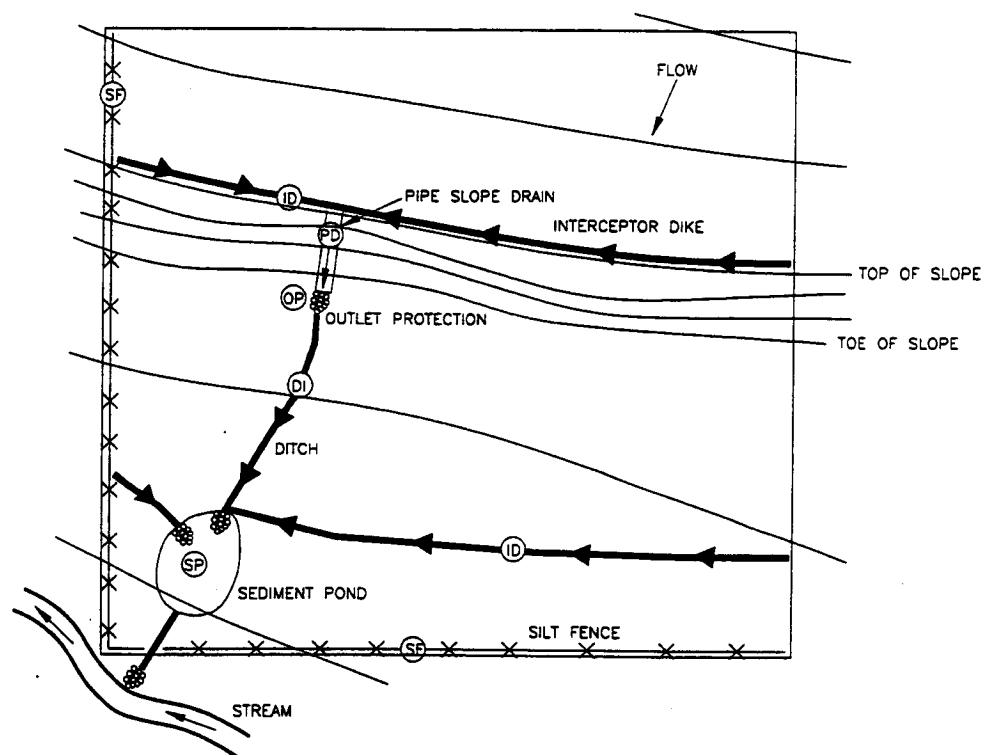 FLOW
SF
ID
PIPE SLOPE DRAIN
INTERCEPTOR DIKE
PD
TOP OF SLOPE
OP
OUTLET PROTECTION
TOE OF SLOPE
DI
DITCH
ID
SP
SEDIMENT POND
SILT FENCE
SF
STREAM